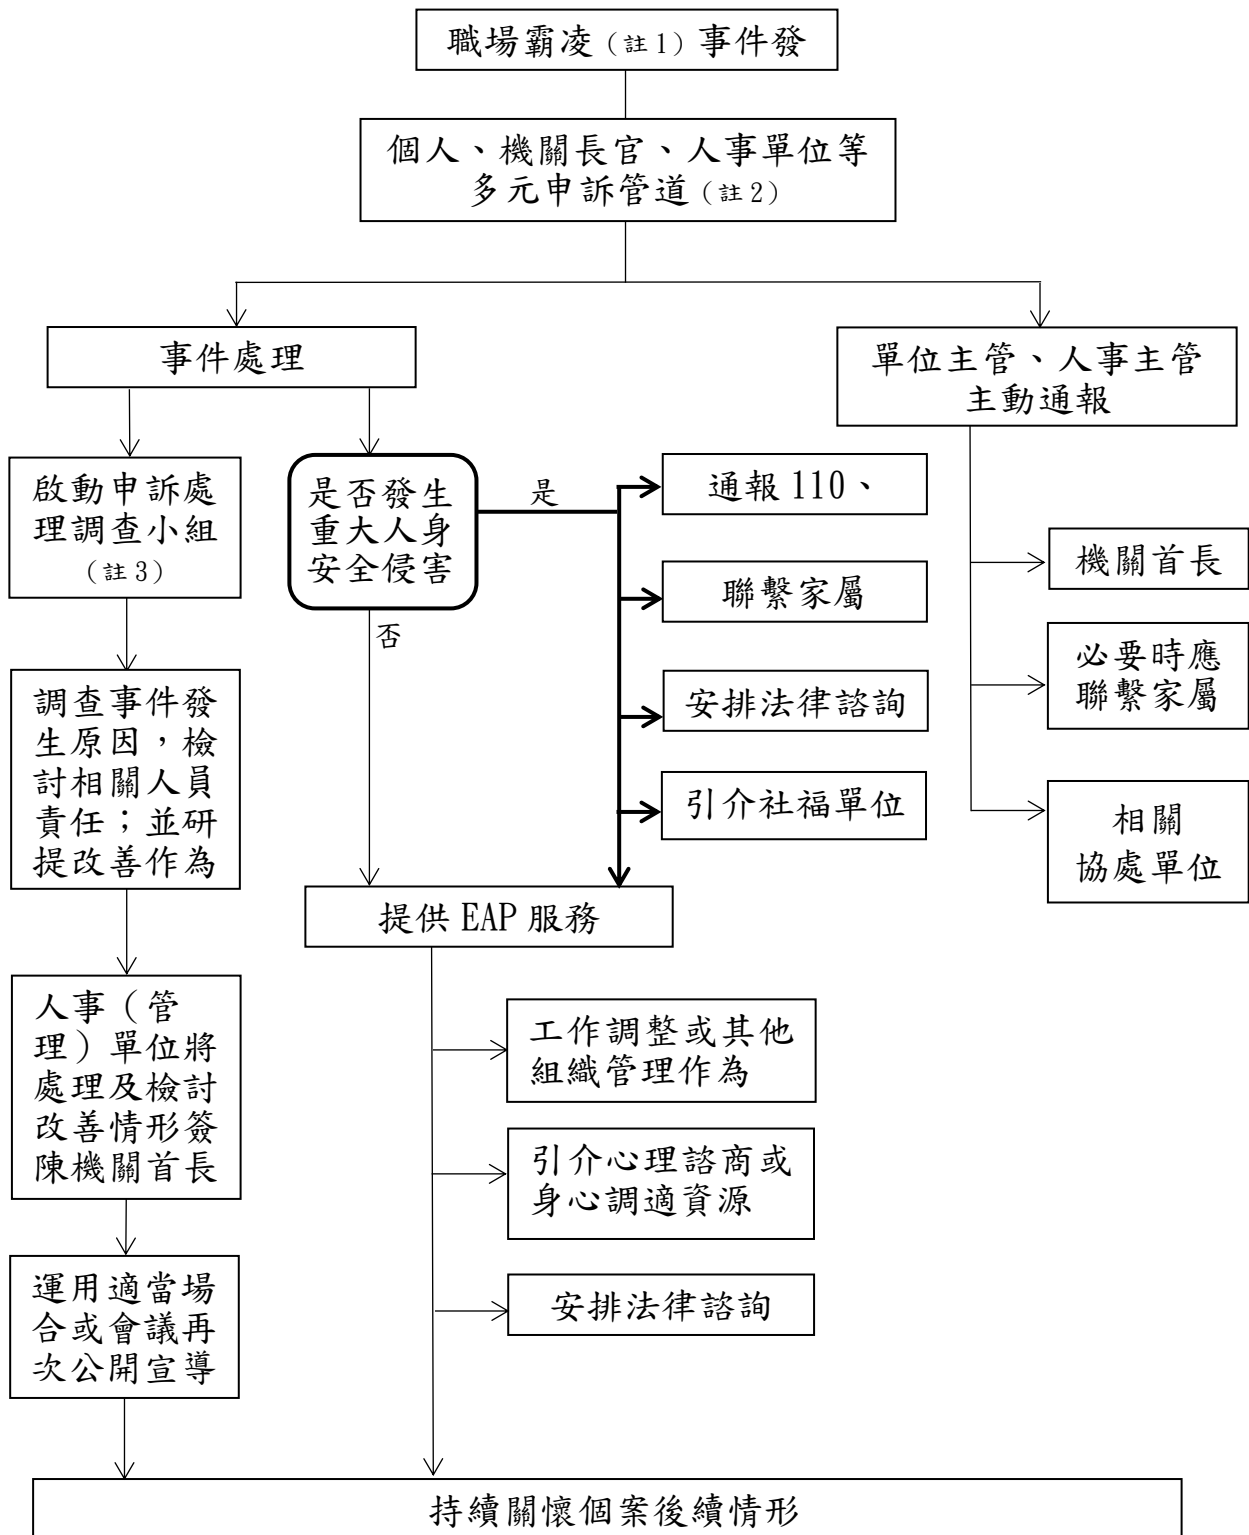 職場霸凌（註1）事件發
個人、機關長官、人事單位等
多元申訴管道（註2）
事件處理
單位主管、人事主管
主動通報
啟動申訴處
理調查小組
（註3）
是否發生
重大人身
安全侵害
是
否
通報 110、
聯繫家屬
安排法律諮詢
引介社福單位
機關首長
必要時應
聯繫家屬
相關
協處單位
調查事件發
生原因，檢
討相關人員
責任；並研
提改善作為
提供 EAP 服務
人事（管
理）單位將
處理及檢討
改善情形簽
陳機關首長
工作調整或其他
組織管理作為
引介心理諮商或
身心調適資源
安排法律諮詢
運用適當場
合或會議再
次公開宣導
持續關懷個案後續情形